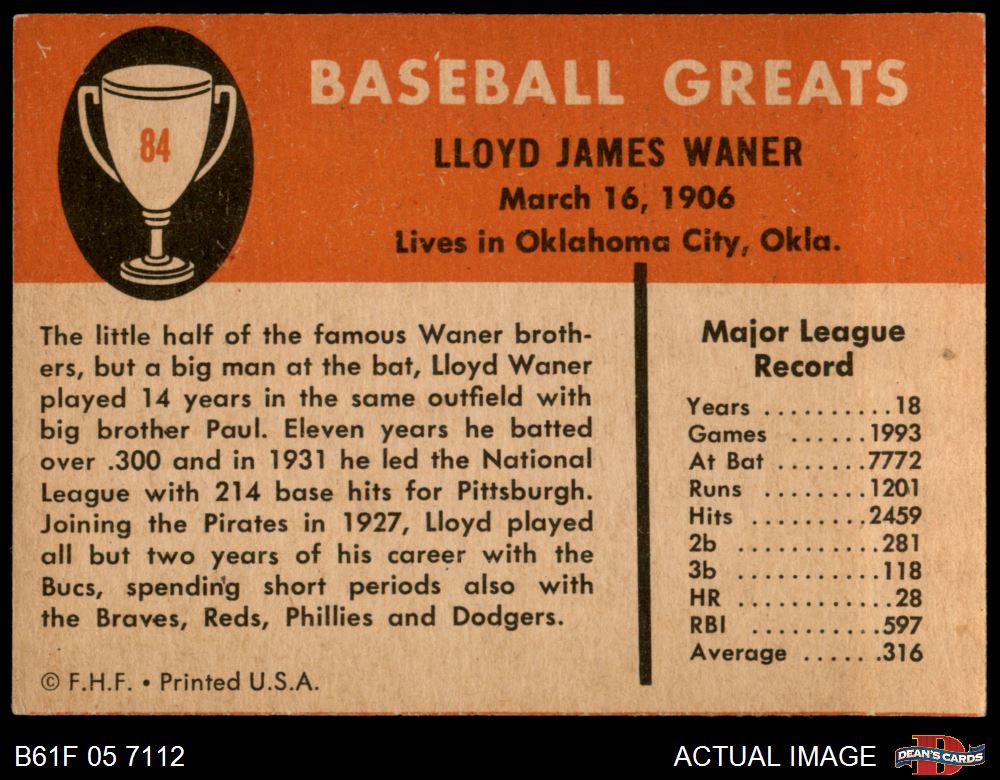 84
BASEBALL GREATS
LLOYD JAMES WANER
March 16, 1906
Lives in Oklahoma City, Okla.
The little half of the famous Waner broth-
ers, but a big man at the bat, Lloyd Waner
played 14 years in the same outfield with
big brother Paul. Eleven years he batted
over .300 and in 1931 he led the National
League with 214 base hits for Pittsburgh.
Joining the Pirates in 1927, Lloyd played
all but two years of his career with the
Bucs, spending short periods also with
the Braves, Reds, Phillies and Dodgers.
© F.H.F. • Printed U.S.A.
Major League
Record
Years ..........18
Games ......1993
At Bat .......7772
Runs ........1201
Hits .........2459
2b ...........281
3b ...........118
HR ............28
RBI ..........597
Average ......316
B61F 05 7112
ACTUAL IMAGE
D
DEAN'S CARDS